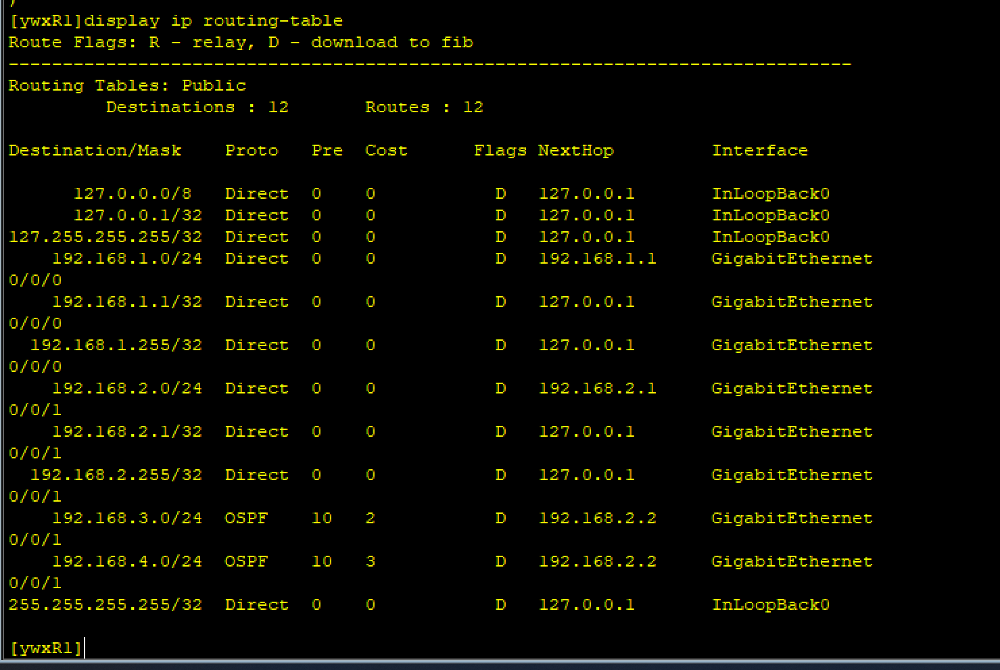 [ywxR1]display ip routing-table
Route Flags: R - relay, D - download to fib
------------------------------------------------------------------------------
Routing Tables: Public
         Destinations : 12       Routes : 12

Destination/Mask    Proto   Pre  Cost      Flags NextHop         Interface

      127.0.0.0/8   Direct  0    0           D   127.0.0.1       InLoopBack0
      127.0.0.1/32  Direct  0    0           D   127.0.0.1       InLoopBack0
127.255.255.255/32  Direct  0    0           D   127.0.0.1       InLoopBack0
    192.168.1.0/24  Direct  0    0           D   192.168.1.1     GigabitEthernet
0/0/0
    192.168.1.1/32  Direct  0    0           D   127.0.0.1       GigabitEthernet
0/0/0
  192.168.1.255/32  Direct  0    0           D   127.0.0.1       GigabitEthernet
0/0/0
    192.168.2.0/24  Direct  0    0           D   192.168.2.1     GigabitEthernet
0/0/1
    192.168.2.1/32  Direct  0    0           D   127.0.0.1       GigabitEthernet
0/0/1
  192.168.2.255/32  Direct  0    0           D   127.0.0.1       GigabitEthernet
0/0/1
    192.168.3.0/24  OSPF    10   2           D   192.168.2.2     GigabitEthernet
0/0/1
    192.168.4.0/24  OSPF    10   3           D   192.168.2.2     GigabitEthernet
0/0/1
255.255.255.255/32  Direct  0    0           D   127.0.0.1       InLoopBack0

[ywxR1]